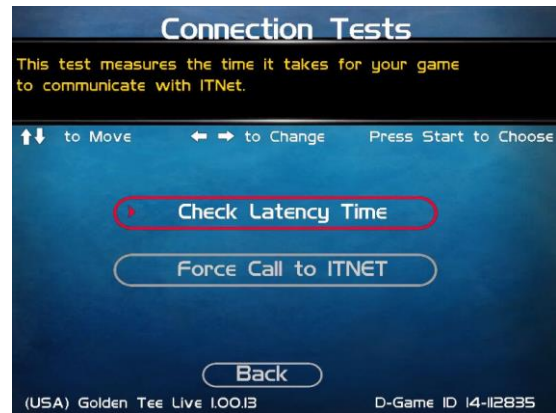 Connection Tests
This test measures the time it takes for your game
to communicate with ITNet.
to Move to Change Press Start to Choose
Check Latency Time
Force Call to ITNET
Back
(USA) Golden Tee Live 1.00.13 D-Game ID 14-112835